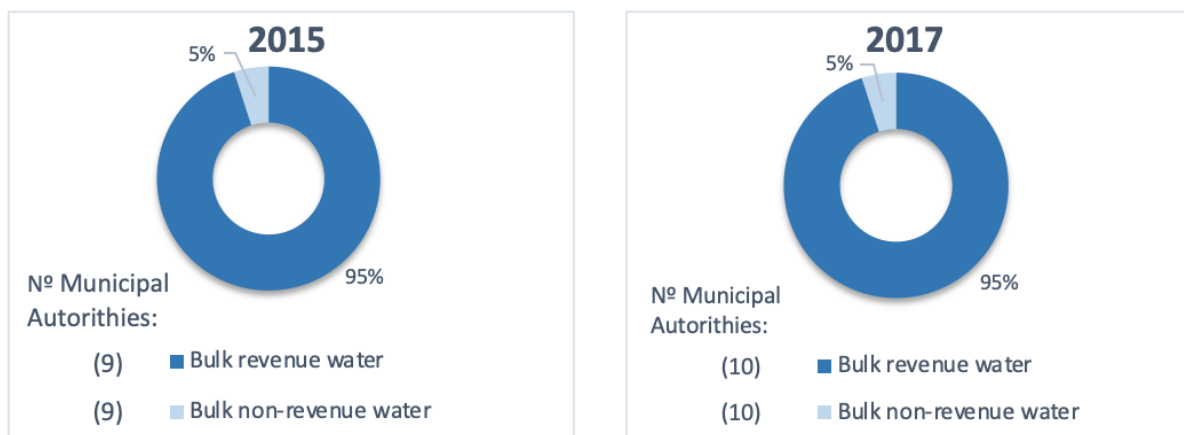 2015
5%
95%
Nº Municipal
Autorithies:
(9) Bulk revenue water
(9) Bulk non-revenue water
2017
5%
95%
Nº Municipal
Autorithies:
(10) Bulk revenue water
(10) Bulk non-revenue water